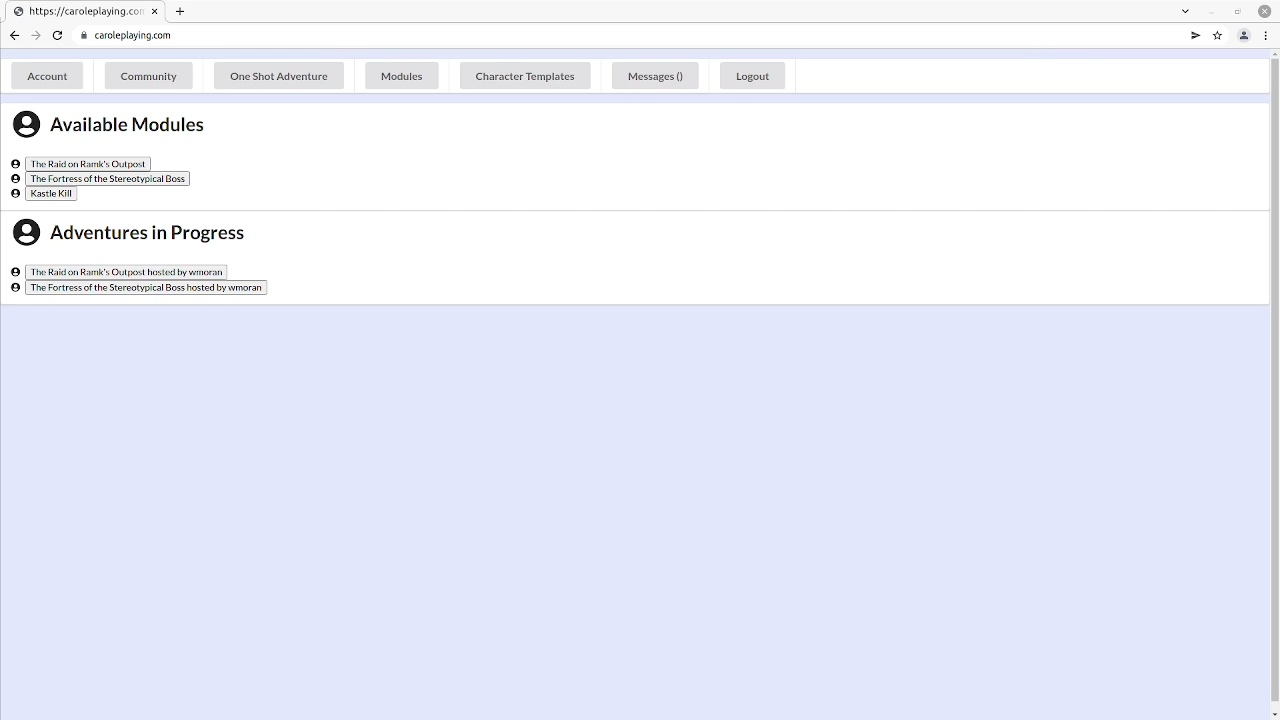 https://caroleplaying.com
caroleplaying.com
Account Community One Shot Adventure Modules Character Templates Messages () Logout
Available Modules
The Raid on Ramk's Outpost
The Fortress of the Stereotypical Boss
Kastle Kill
Adventures in Progress
The Raid on Ramk's Outpost hosted by wmoran
The Fortress of the Stereotypical Boss hosted by wmoran